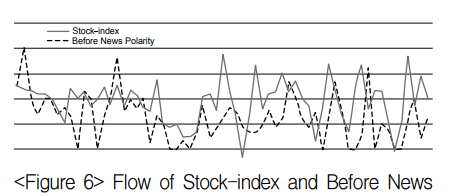 Stock-index
Before News Polarity
<Figure 6> Flow of Stock-index and Before News